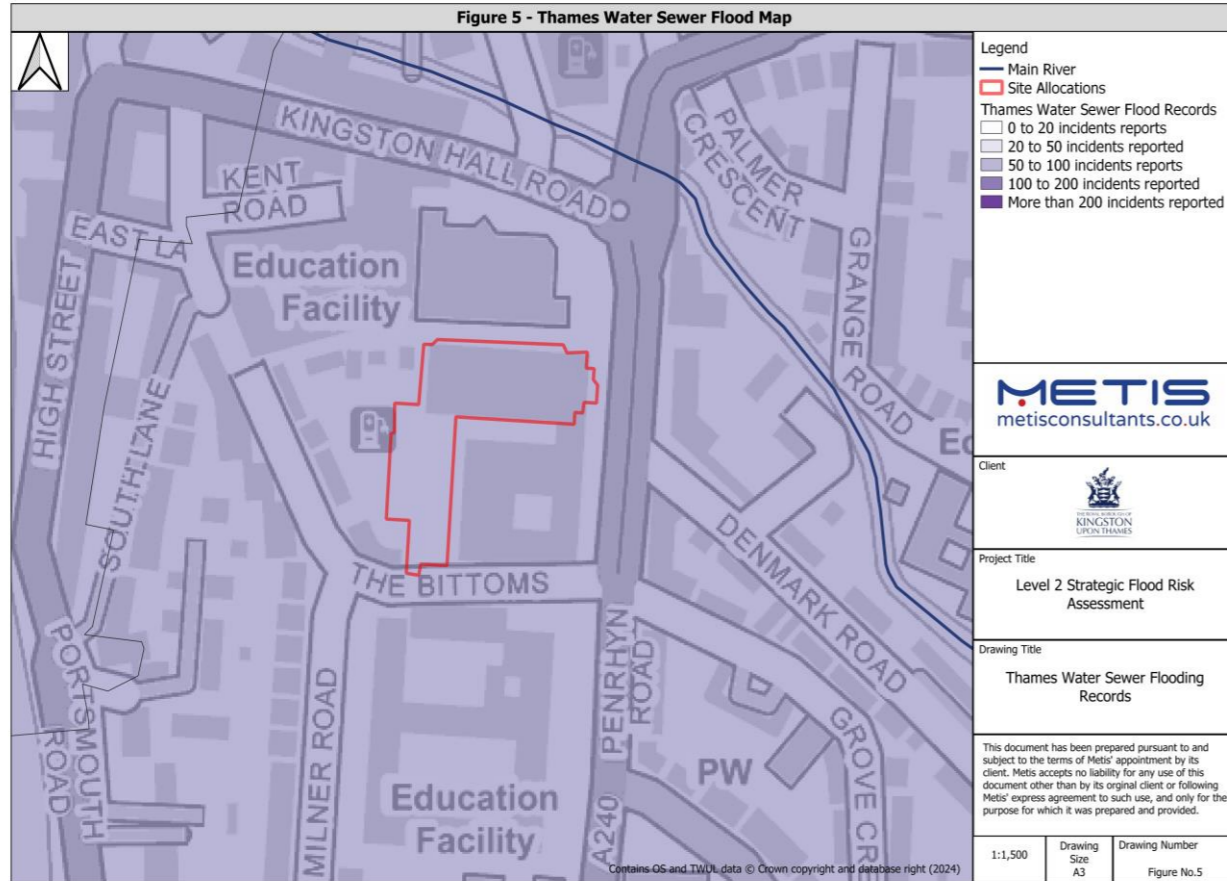 Figure 5 - Thames Water Sewer Flood Map
KINGSTON HALL ROAD
PALMER
CRESCENT
KENT
ROAD
EAST LA
HIGH STREET
Education
Facility
GRANGE ROAD
SOUTH LANE
Ec
THE BITTOMS
DENMARK ROAD
PORTSMOUTH
ROAD
MILNER ROAD
PENRHYN
ROAD
A240
GROVE CR
PW
Education
Facility
Contains OS and TWUL data © Crown copyright and database right (2024)
Legend
Main River
Site Allocations
Thames Water Sewer Flood Records
0 to 20 incidents reports
20 to 50 incidents reported
50 to 100 incidents reports
100 to 200 incidents reported
More than 200 incidents reported
METIS
metisconsultants.co.uk
Client
THE ROYAL BOROUGH OF
KINGSTON
UPON THAMES
Project Title
Level 2 Strategic Flood Risk
Assessment
Drawing Title
Thames Water Sewer Flooding
Records
This document has been prepared pursuant to and
subject to the terms of Metis' appointment by its
client. Metis accepts no liability for any use of this
document other than by its orginal client or following
Metis' express agreement to such use, and only for the
purpose for which it was prepared and provided.
1:1,500
Drawing
Size
A3
Drawing Number
Figure No.5